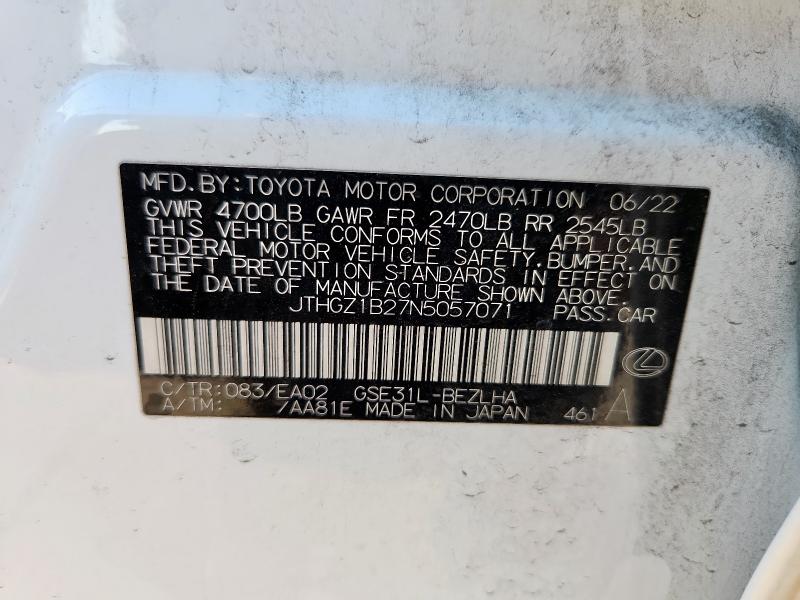 MFD.BY:TOYOTA MOTOR CORPORATION 06/22
GVWR 4700LB GAWR FR 2470LB RR 2545LB
THIS VEHICLE CONFORMS TO ALL APPLICABLE
FEDERAL MOTOR VEHICLE SAFETY,BUMPER,AND
THEFT PREVENTION STANDARDS IN EFFECT ON
THE DATE OF MANUFACTURE SHOWN ABOVE.
JTHGZ1B27N5057071 PASS.CAR
C/TR:083/EA02 GSE31L-BEZLHA
A/TM: /AA81E MADE IN JAPAN 461 A